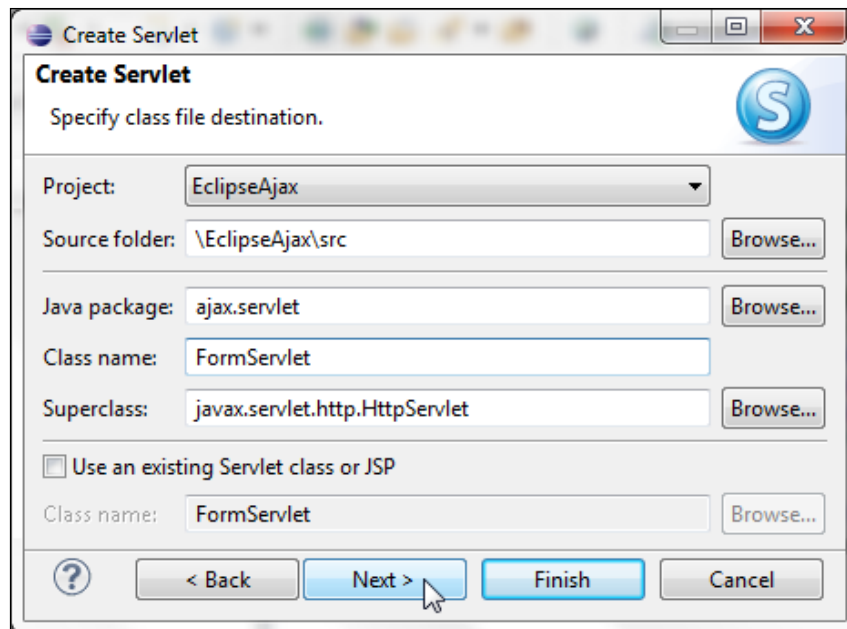 Create Servlet
Create Servlet
Specify class file destination.
S
Project: EclipseAjax
Source folder: \EclipseAjax\src Browse...
Java package: ajax.servlet Browse...
Class name: FormServlet
Superclass: javax.servlet.http.HttpServlet Browse...
Use an existing Servlet class or JSP
Class name: FormServlet Browse...
? < Back Next > Finish Cancel